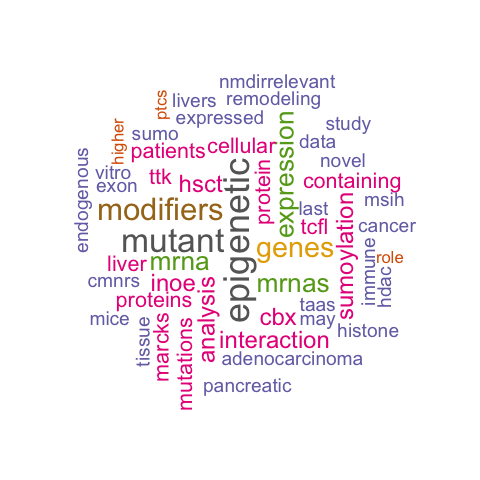 nmdirrelevant
ptcs
livers
remodeling
expressed
higher
sumo
study
patients
cellular
expression
data
endogenous
vitro
exon
ttk
hsct
protein
novel
containing
modifiers
epigenetic
last
msih
mutant
tcfl
sumoylation
cancer
genes
immune
role
liver
mrna
hdac
cmnrs
inoe
mrnas
proteins
analysis
taas
mice
cbx
may
histone
tissue
marcks
mutations
interaction
adenocarcinoma
pancreatic